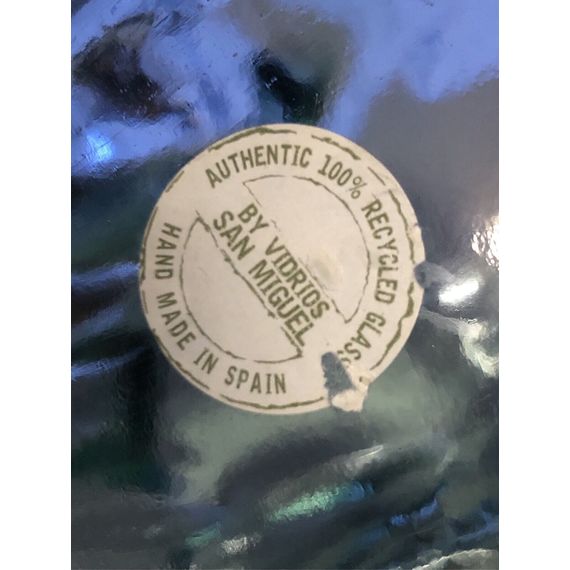 AUTHENTIC 100% RECYCLED GLASS
BY VIDRIOS
SAN MIGUEL
HAND MADE IN SPAIN